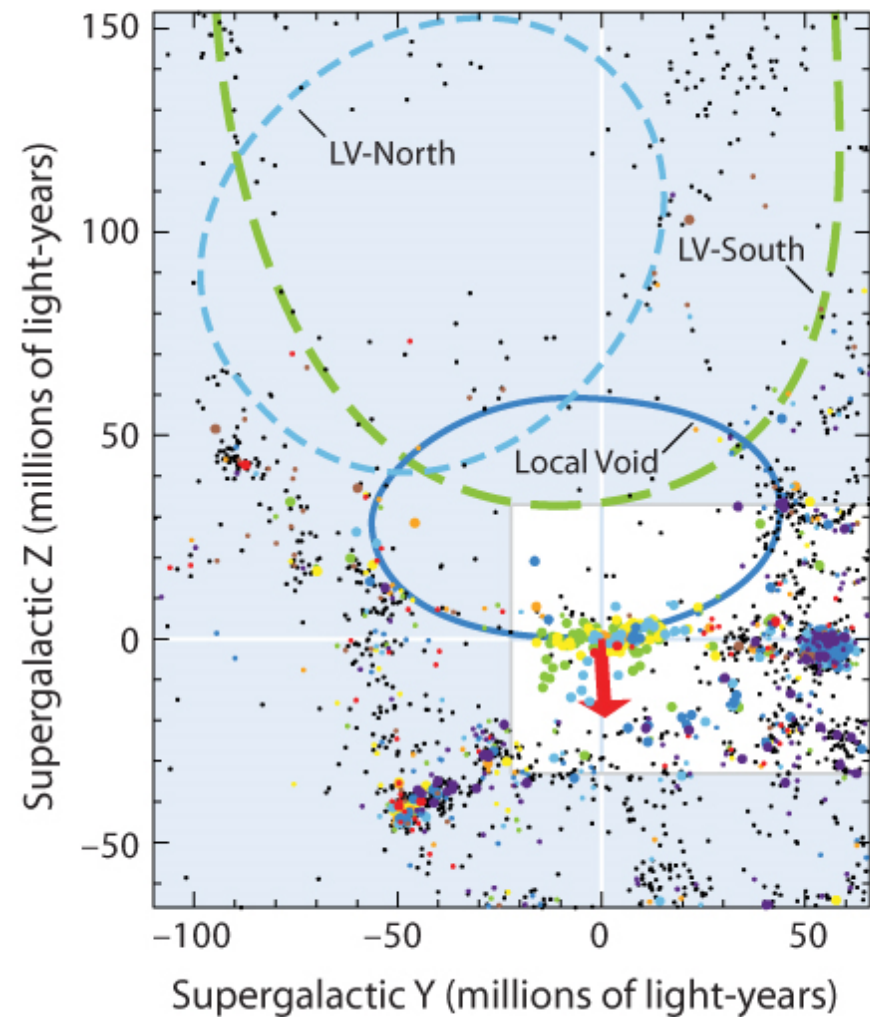 150
LV-North
100
LV-South
50
Local Void
0
−50
−100
−50
0
50
Supergalactic Z (millions of light-years)
Supergalactic Y (millions of light-years)